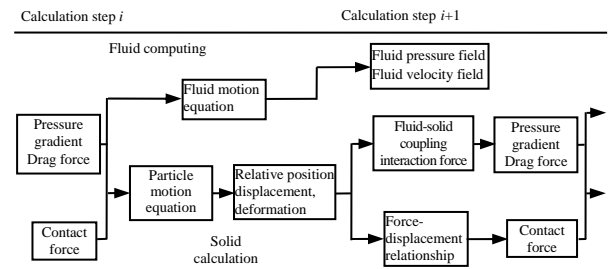 Calculation step i
Calculation step i+1
Fluid computing
Fluid motion
equation
Fluid pressure field
Fluid velocity field
Pressure
gradient
Drag force
Particle
motion
equation
Relative position
displacement,
deformation
Fluid-solid
coupling
interaction force
Pressure
gradient
Drag force
Contact
force
Solid
calculation
Force-
displacement
relationship
Contact
force